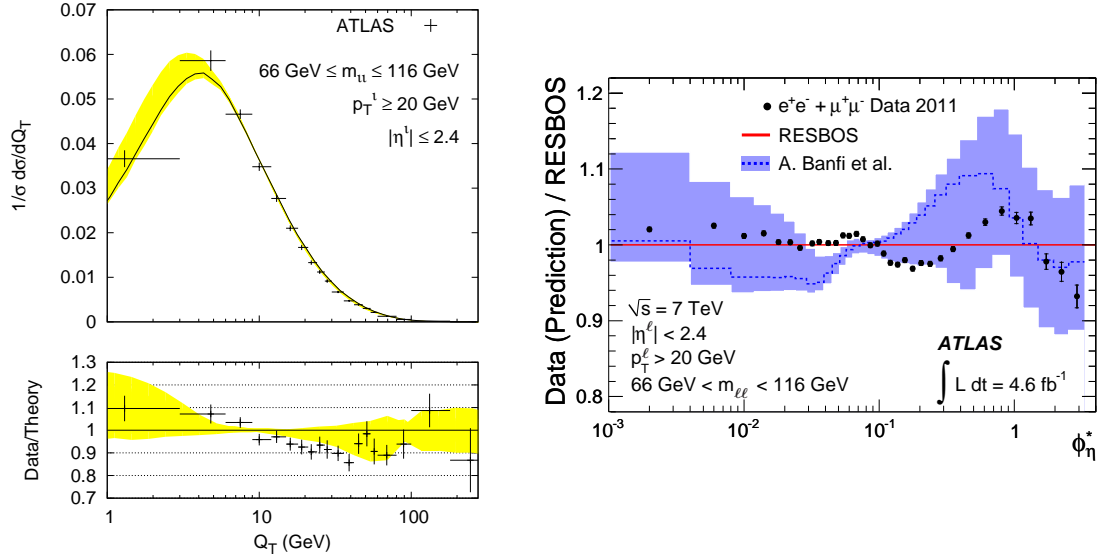 ATLAS
66 GeV ≤ m_ιι ≤ 116 GeV
p_T^ι ≥ 20 GeV
|η^ι| ≤ 2.4
1/σ dσ/dQ_T
0.07
0.06
0.05
0.04
0.03
0.02
0.01
0
Data/Theory
1.3
1.2
1.1
1
0.9
0.8
0.7
1
10
100
Q_T (GeV)
Data (Prediction) / RESBOS
1.2
1.1
1
0.9
0.8
e⁺e⁻ + μ⁺μ⁻ Data 2011
RESBOS
A. Banfi et al.
√s = 7 TeV
|η^ℓ| < 2.4
p_T^ℓ > 20 GeV
66 GeV < m_ℓℓ < 116 GeV
ATLAS
∫ L dt = 4.6 fb⁻¹
10⁻³
10⁻²
10⁻¹
1
φ*_η